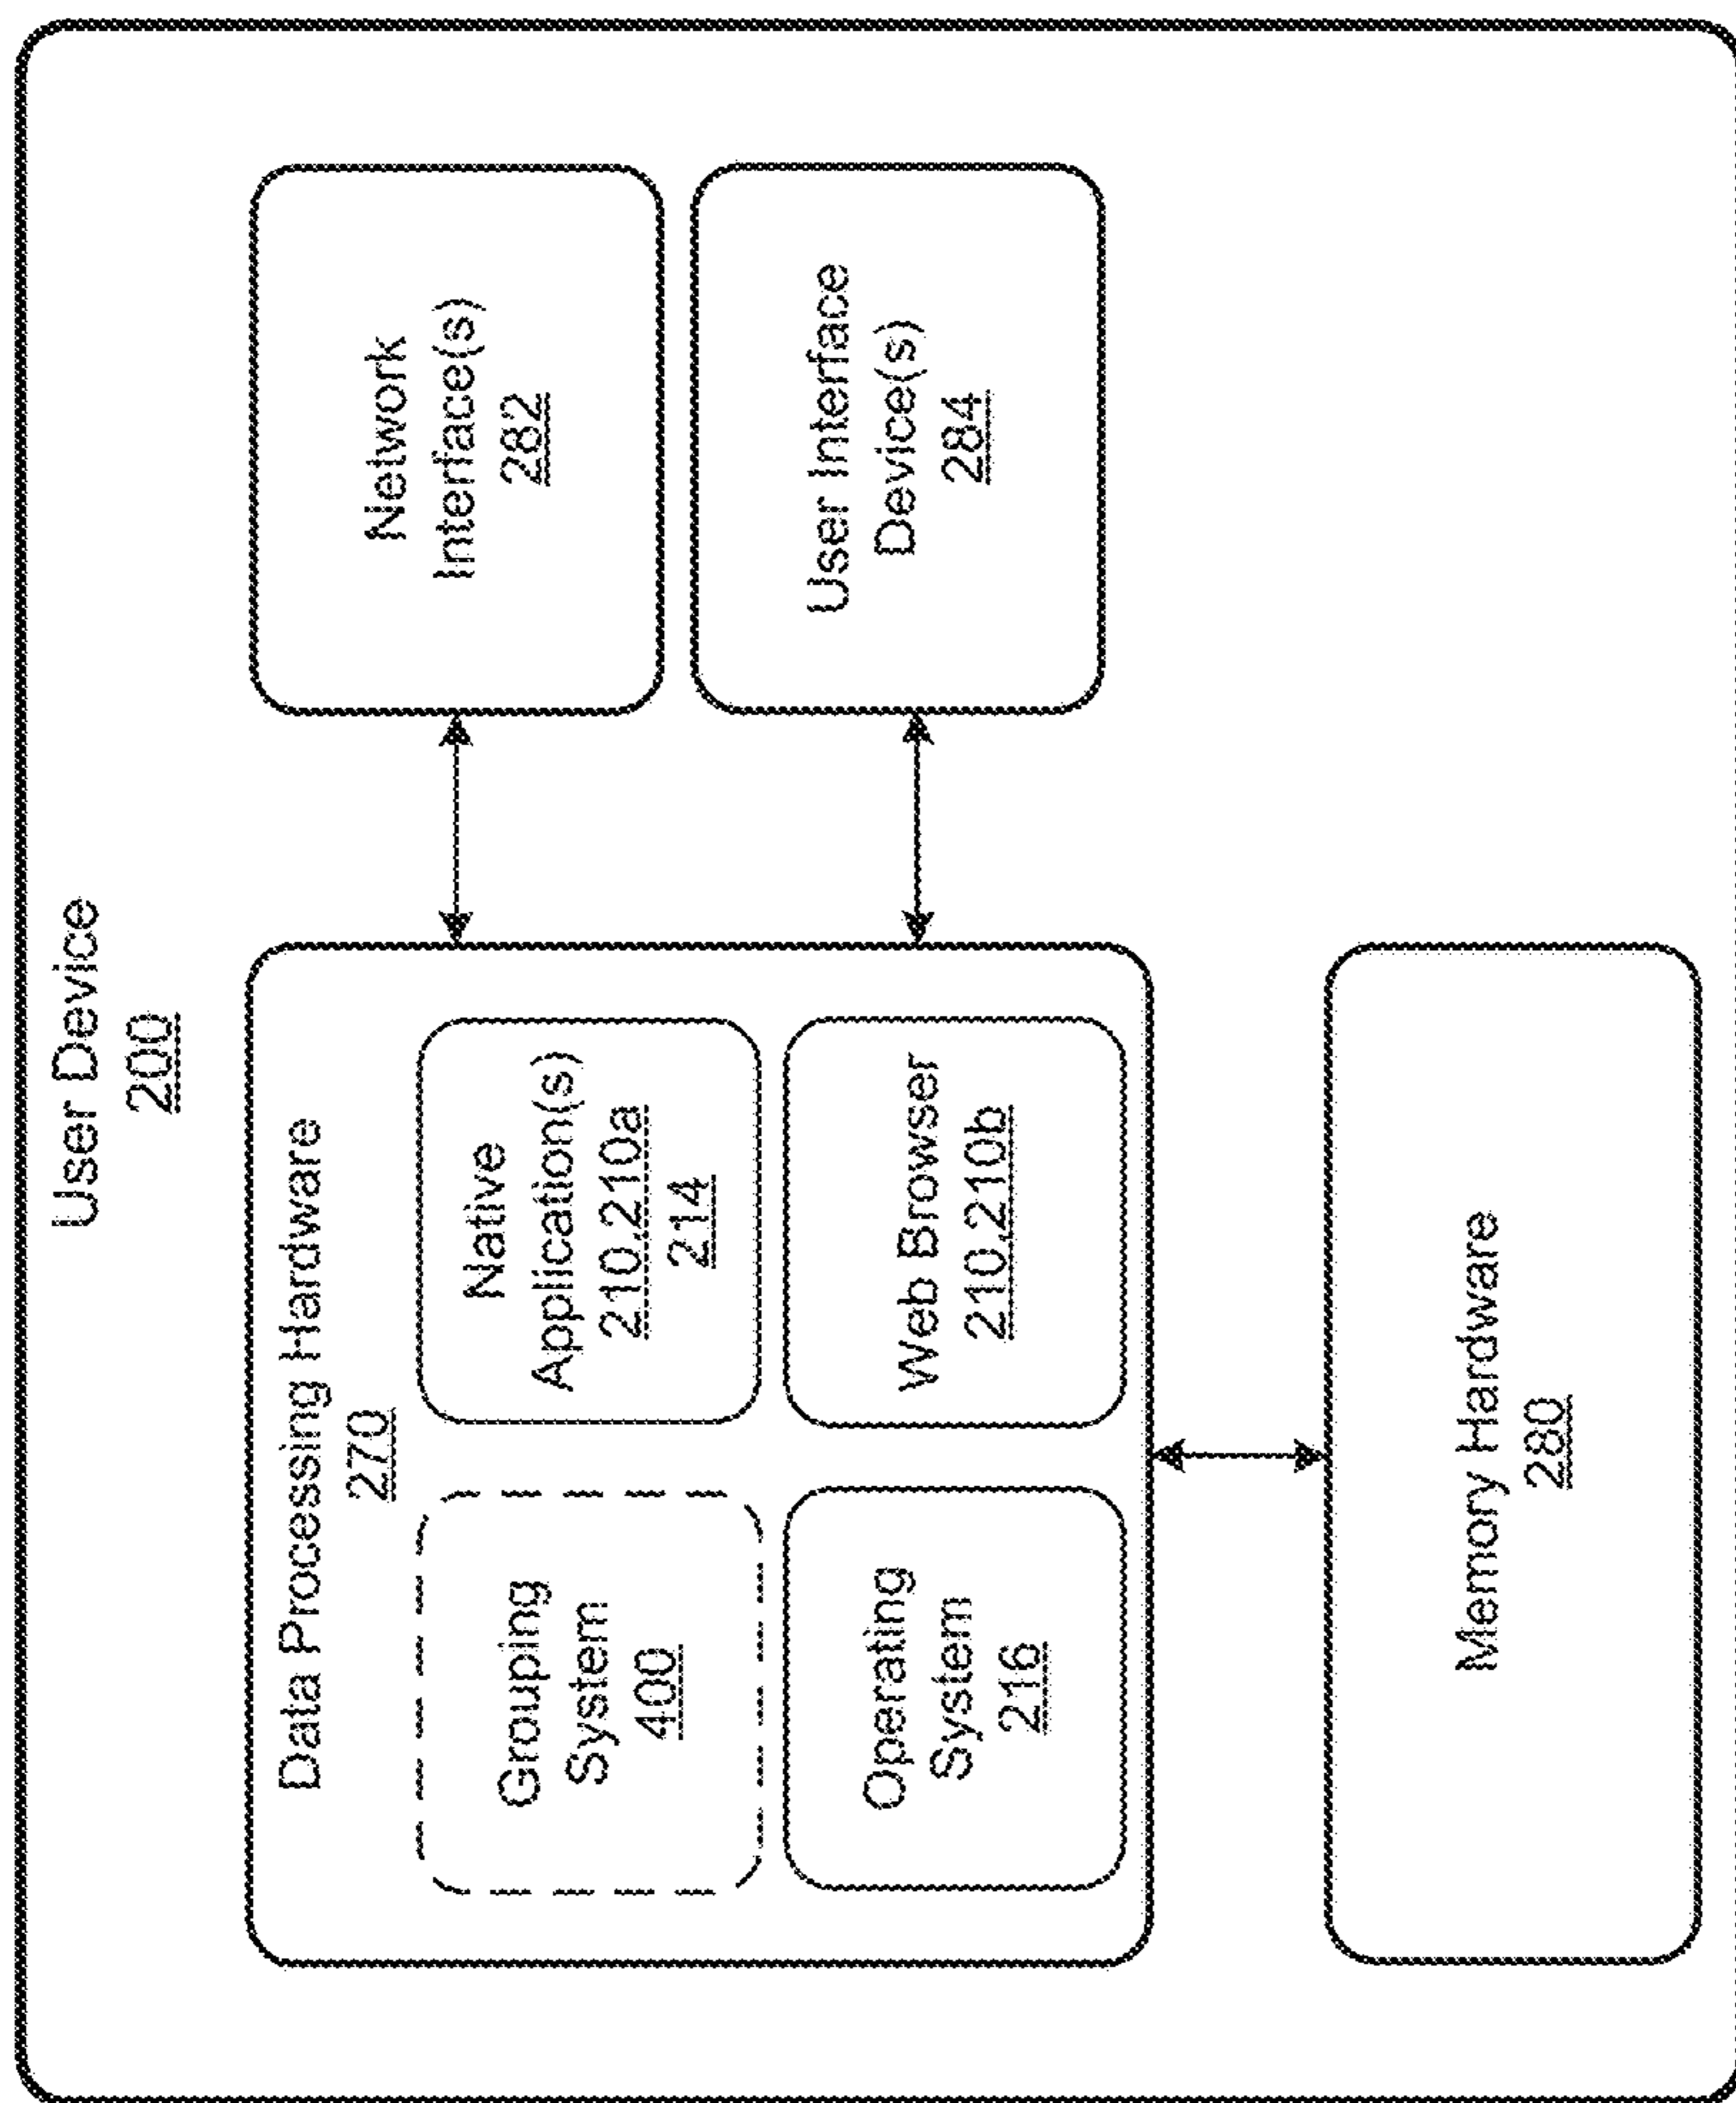 User Device
200
Data Processing Hardware
270
Grouping
System
400
Native
Application(s)
210,210a
214
Operating
System
216
Web Browser
210,210b
Network
Interface(s)
282
User Interface
Device(s)
284
Memory Hardware
280